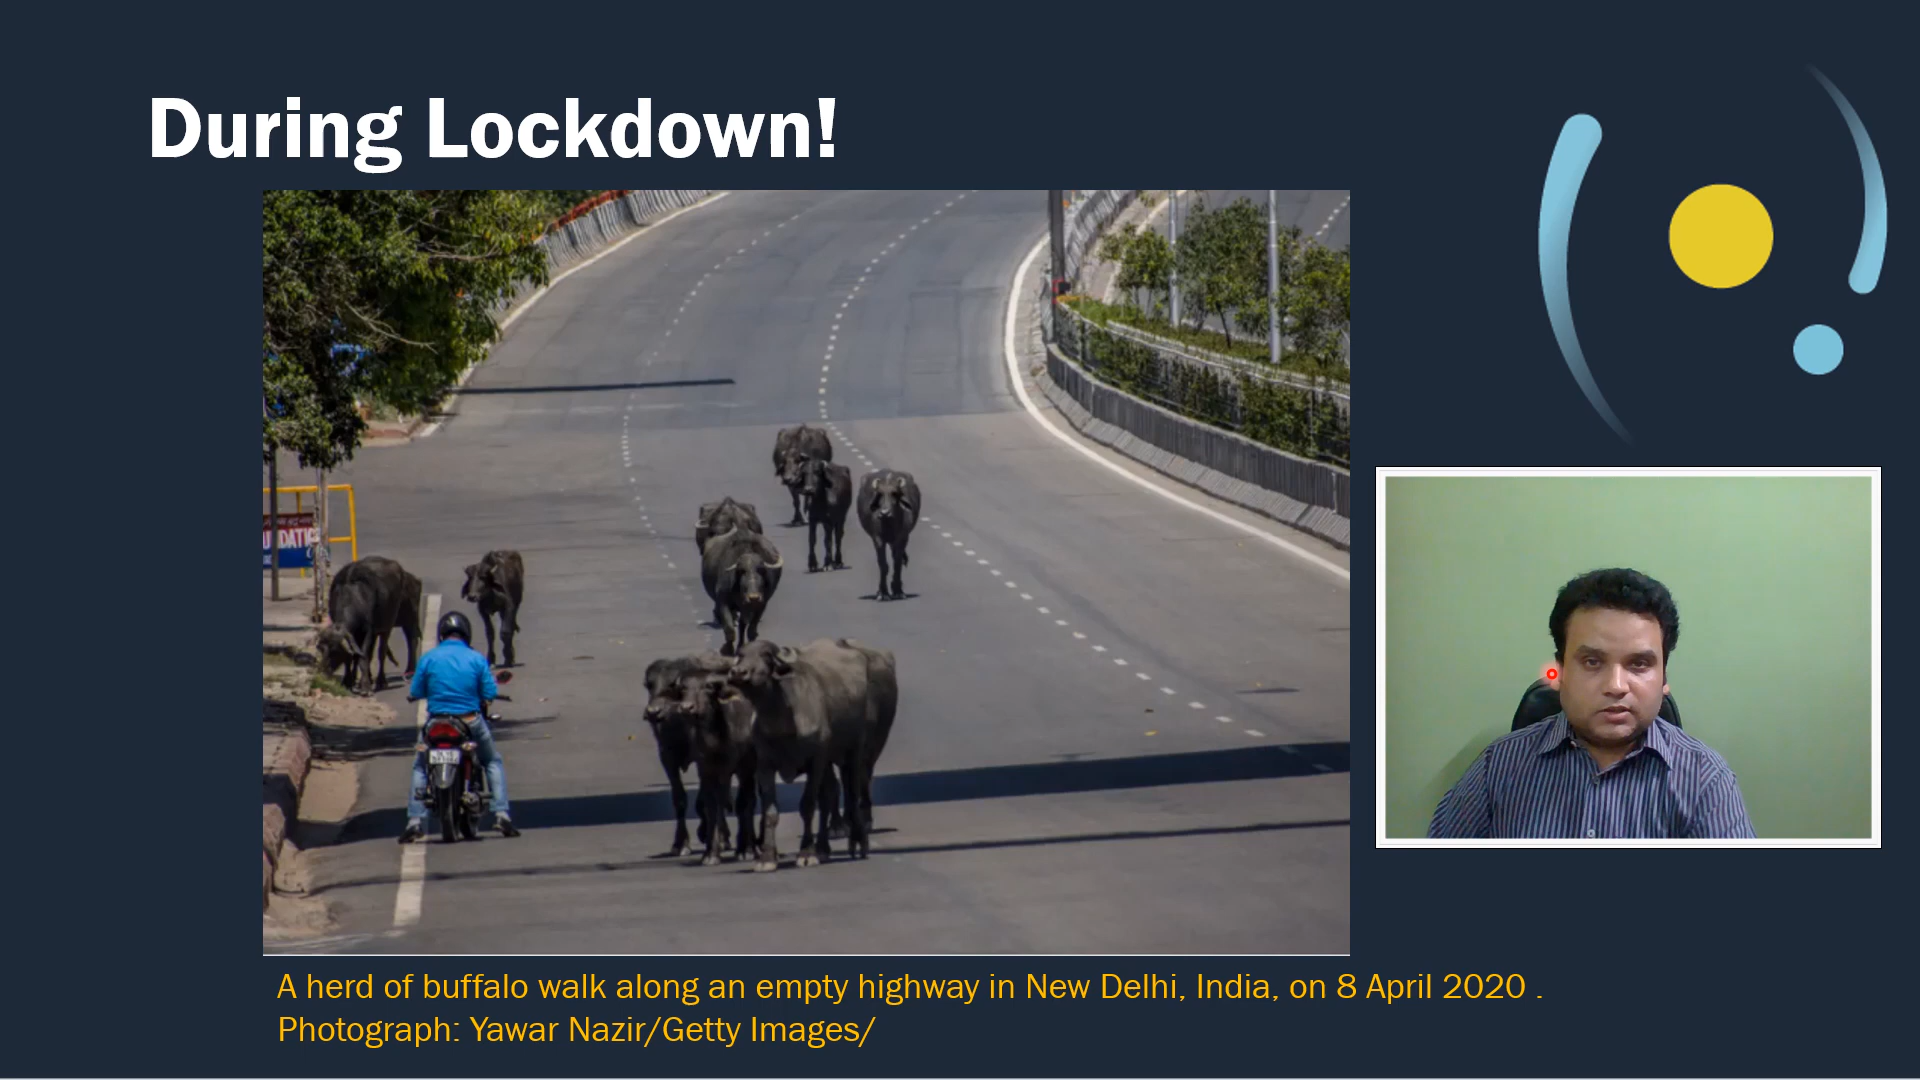 During Lockdown!
A herd of buffalo walk along an empty highway in New Delhi, India, on 8 April 2020 .
Photograph: Yawar Nazir/Getty Images/